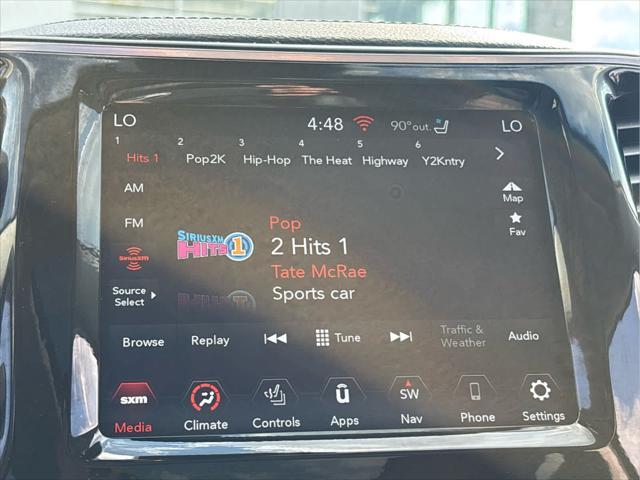 LO 4:48 90°out. LO
1 2 3 4 5 6
Hits 1 Pop2K Hip-Hop The Heat Highway Y2Kntry
AM
Map
FM
Fav
SiriusXM
SIRIUSXM
HITS 1
Pop
2 Hits 1
Tate McRae
Sports car
Source
Select
Browse Replay Tune Traffic & Weather Audio
sxm SW
Media Climate Controls Apps Nav Phone Settings